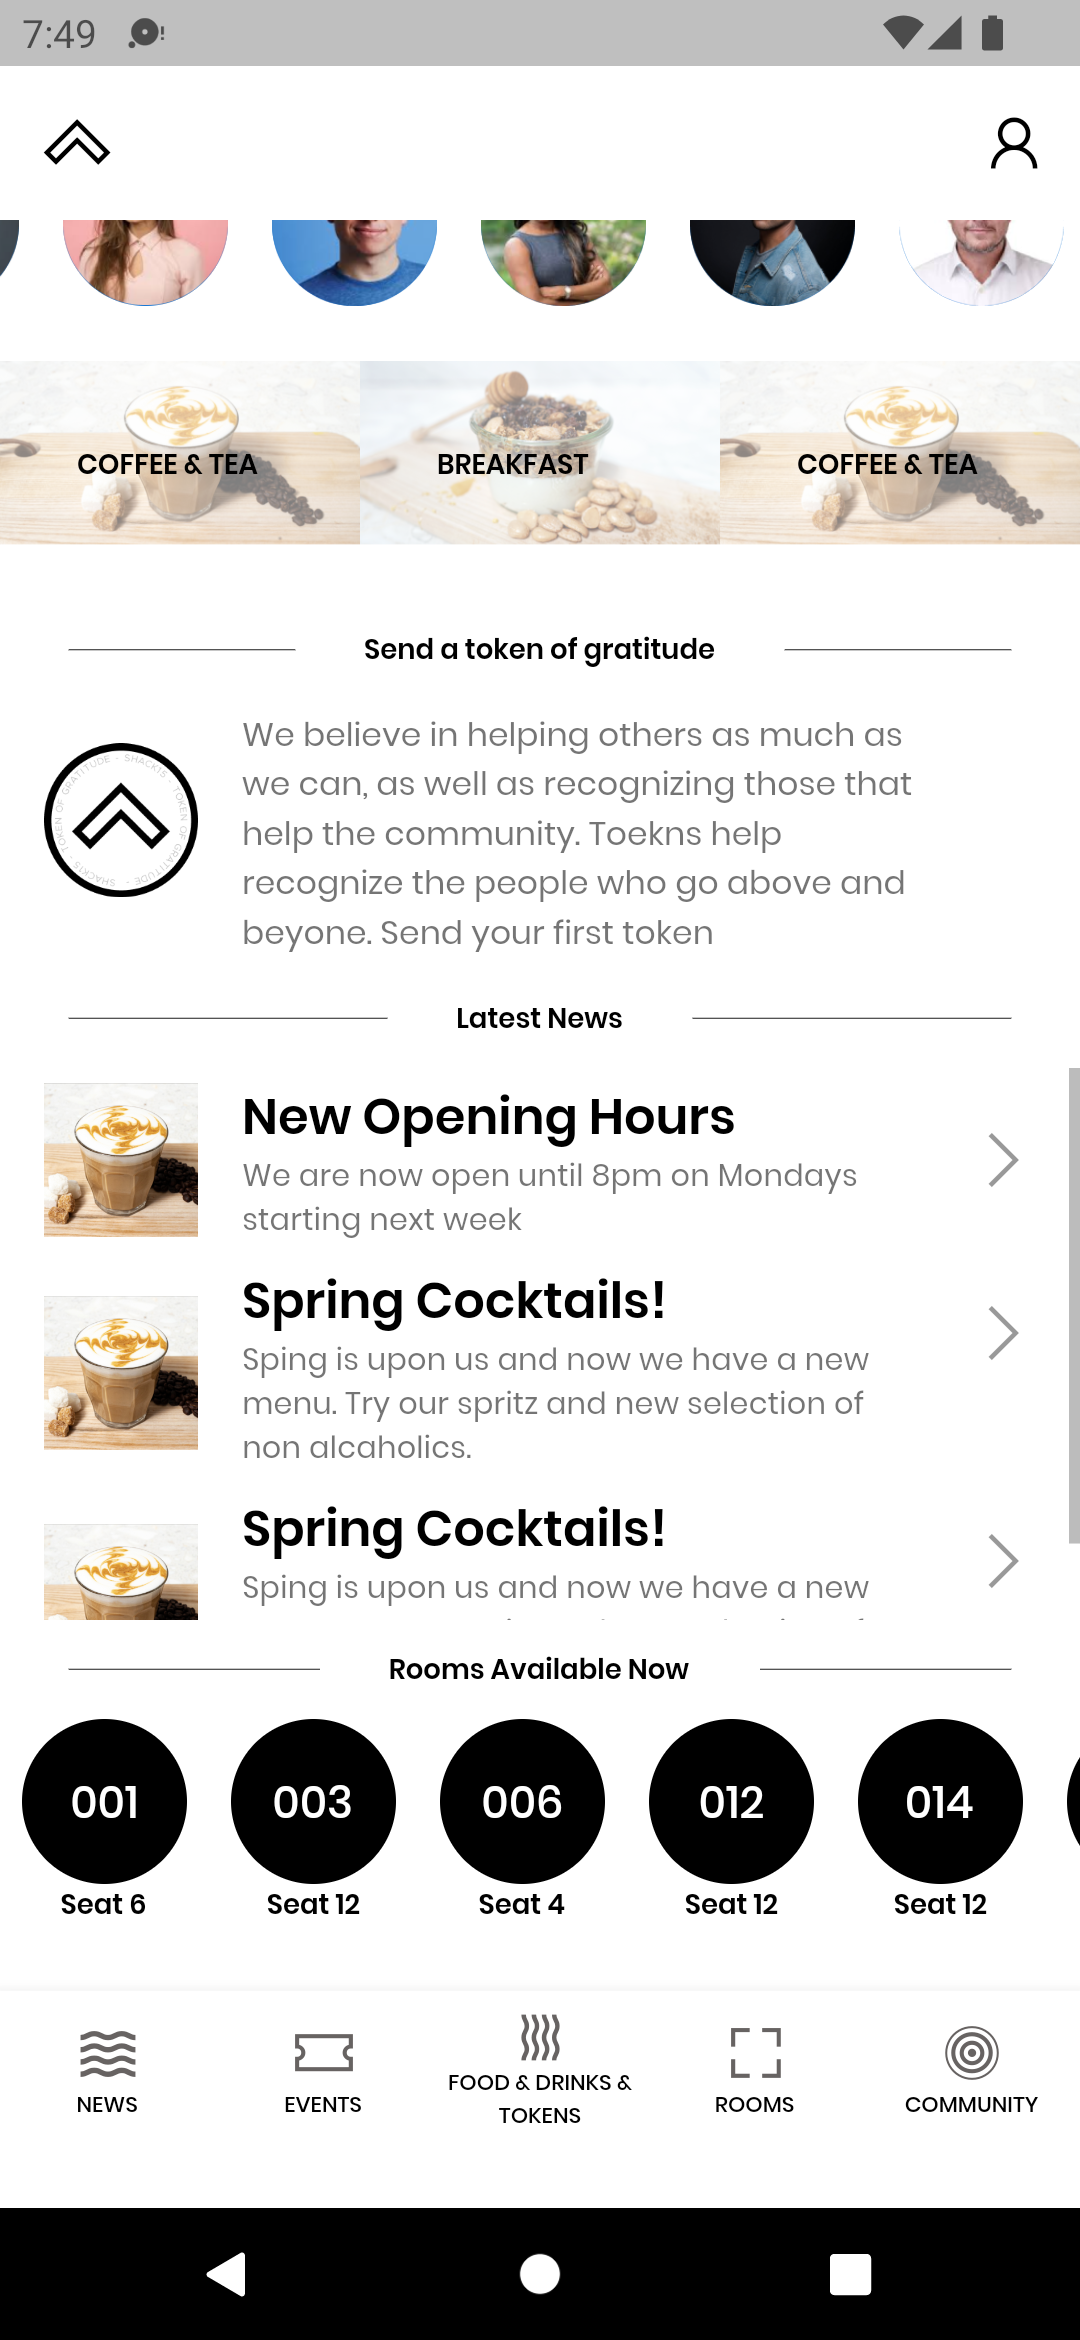 7:49
COFFEE & TEA
BREAKFAST
COFFEE & TEA
Send a token of gratitude
SHACKTS - TOKEN OF GRATITUDE - SHACKTS - TOKEN OF GRATITUDE -
We believe in helping others as much as
we can, as well as recognizing those that
help the community. Toekns help
recognize the people who go above and
beyone. Send your first token
Latest News
New Opening Hours
We are now open until 8pm on Mondays
starting next week
Spring Cocktails!
Sping is upon us and now we have a new
menu. Try our spritz and new selection of
non alcaholics.
Spring Cocktails!
Sping is upon us and now we have a new
Rooms Available Now
001
003
006
012
014
Seat 6
Seat 12
Seat 4
Seat 12
Seat 12
NEWS
EVENTS
FOOD & DRINKS &
TOKENS
ROOMS
COMMUNITY